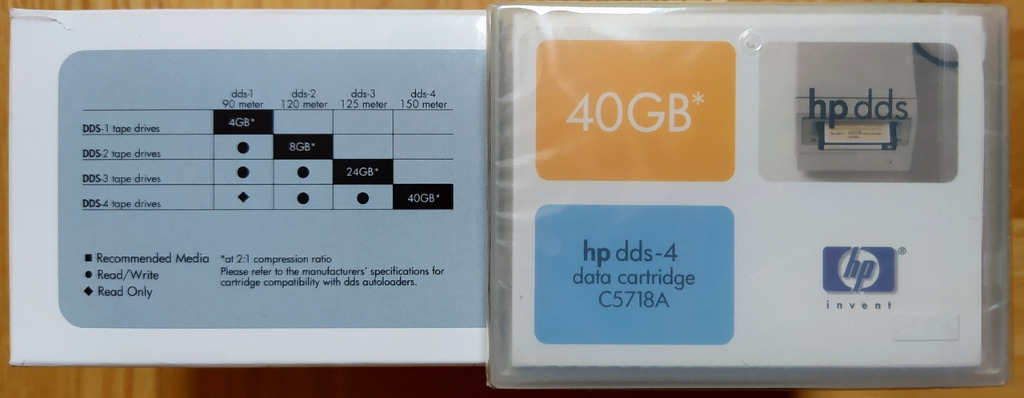 dds-1 dds-2 dds-3 dds-4
90 meter 120 meter 125 meter 150 meter
DDS-1 tape drives 4GB*
DDS-2 tape drives ● 8GB*
DDS-3 tape drives ● ● 24GB*
DDS-4 tape drives ◆ ● ● 40GB*
■ Recommended Media
● Read/Write
◆ Read Only
*at 2:1 compression ratio
Please refer to the manufacturers' specifications for
cartridge compatibility with dds autoloaders.
40GB*
hp dds
hp dds-4
data cartridge
C5718A
hp®
invent